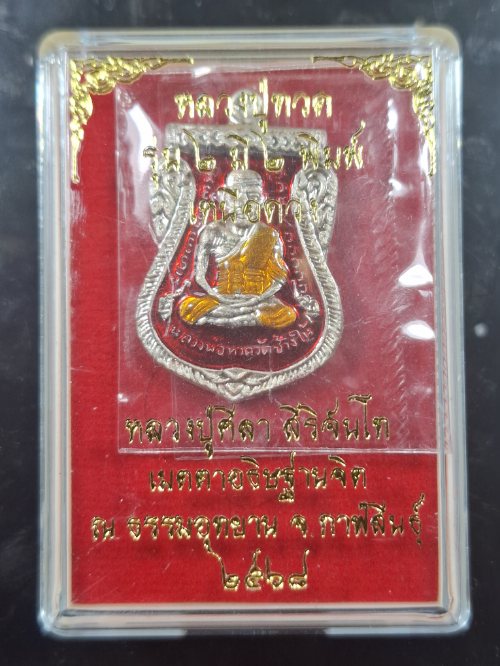 หลวงปู่ทวด
รุ่น ๒ มี ๒ พิมพ์
เหนือดวง
หลวงปู่ศิลา สิริจันโท
เมตตาอธิษฐานจิต
ณ ธรรมอุทยาน จ.กาฬสินธุ์
๒๕๖๘